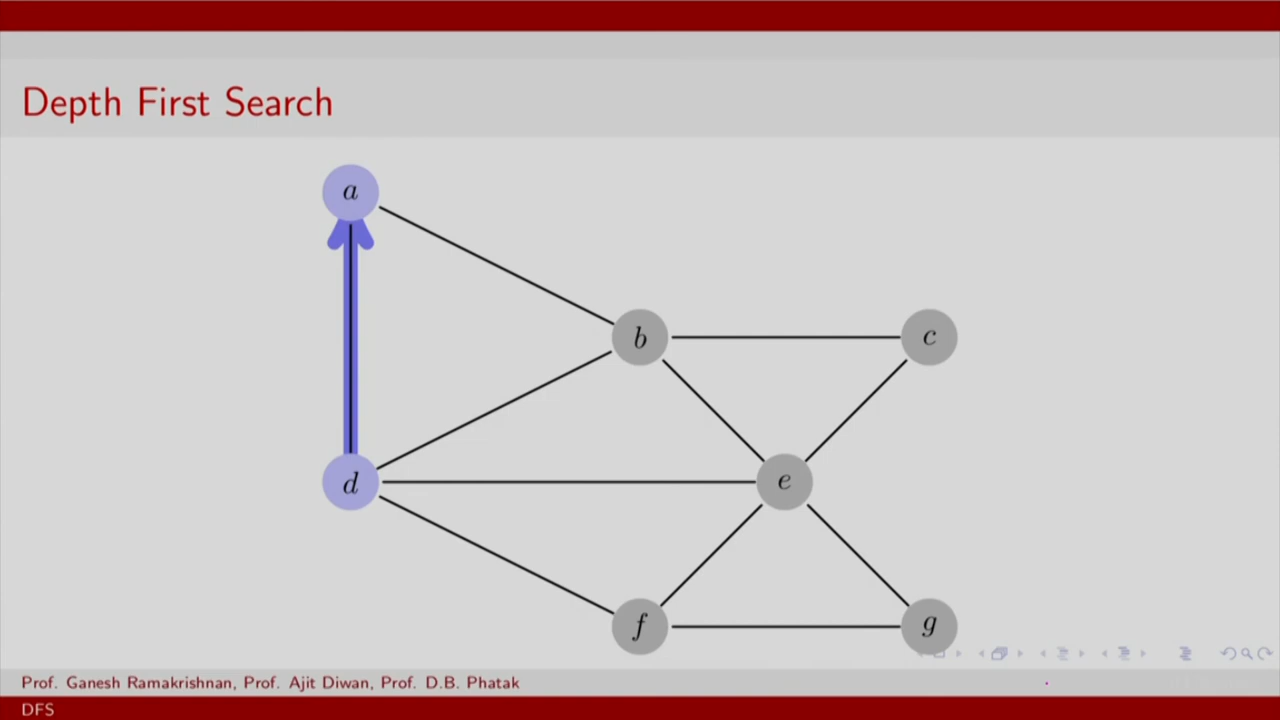 Depth First Search
a
b
c
d
e
f
g
Prof. Ganesh Ramakrishnan, Prof. Ajit Diwan, Prof. D.B. Phatak
DFS